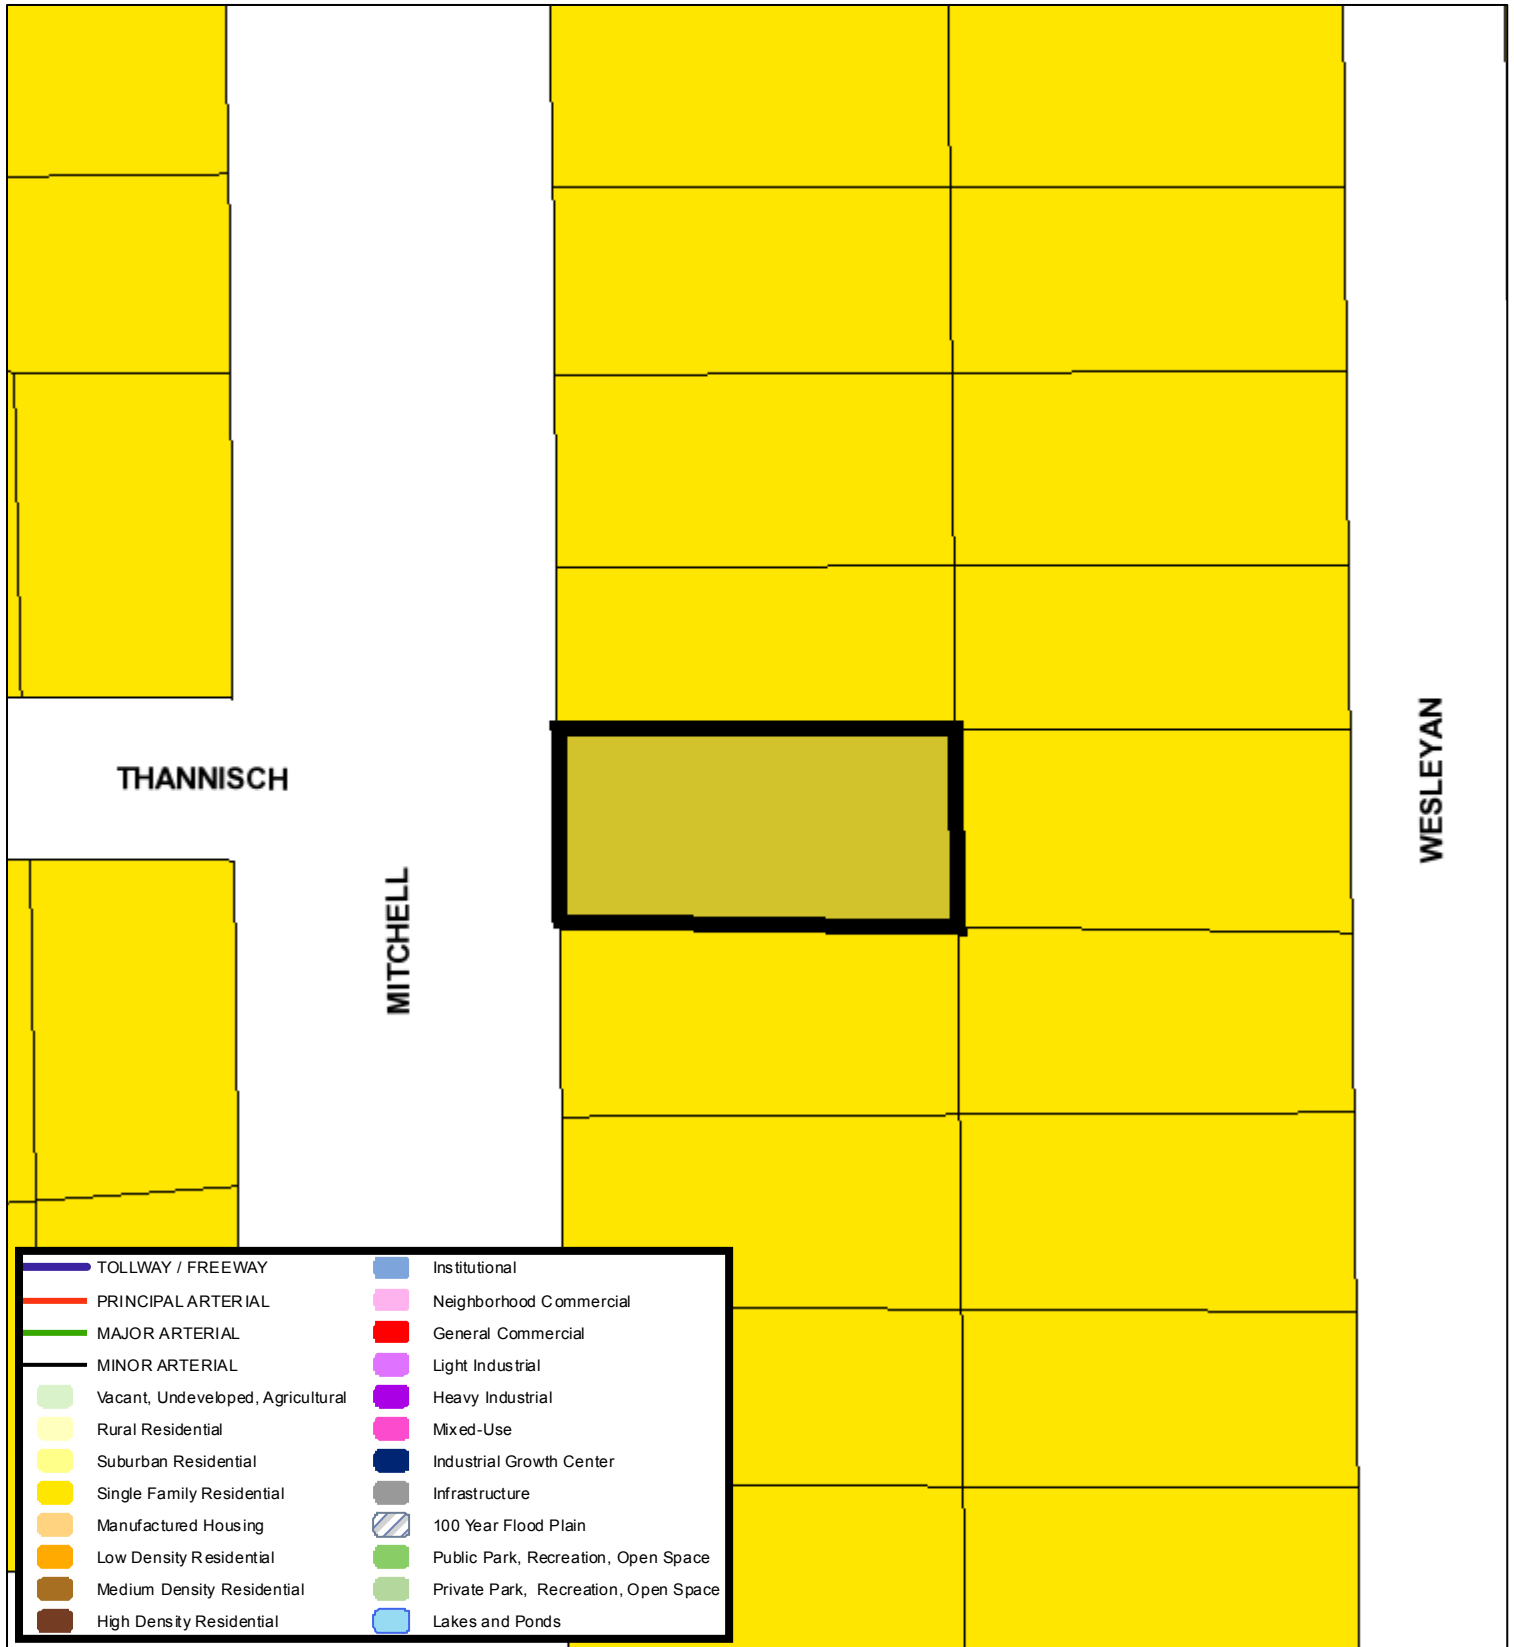 THANNISCH
MITCHELL
WESLEYAN
TOLLWAY / FREEWAY
PRINCIPAL ARTERIAL
MAJOR ARTERIAL
MINOR ARTERIAL
Vacant, Undeveloped, Agricultural
Rural Residential
Suburban Residential
Single Family Residential
Manufactured Housing
Low Density Residential
Medium Density Residential
High Density Residential
Institutional
Neighborhood Commercial
General Commercial
Light Industrial
Heavy Industrial
Mixed-Use
Industrial Growth Center
Infrastructure
100 Year Flood Plain
Public Park, Recreation, Open Space
Private Park, Recreation, Open Space
Lakes and Ponds